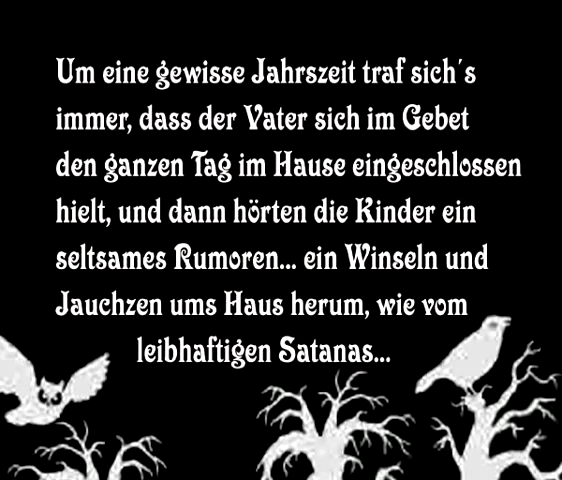 Um eine gewisse Jahrszeit traf sich´s
immer, dass der Vater sich im Gebet
den ganzen Tag im Hause eingeschlossen
hielt, und dann hörten die Kinder ein
seltsames Rumoren... ein Winseln und
Jauchzen ums Haus herum, wie vom
leibhaftigen Satanas...